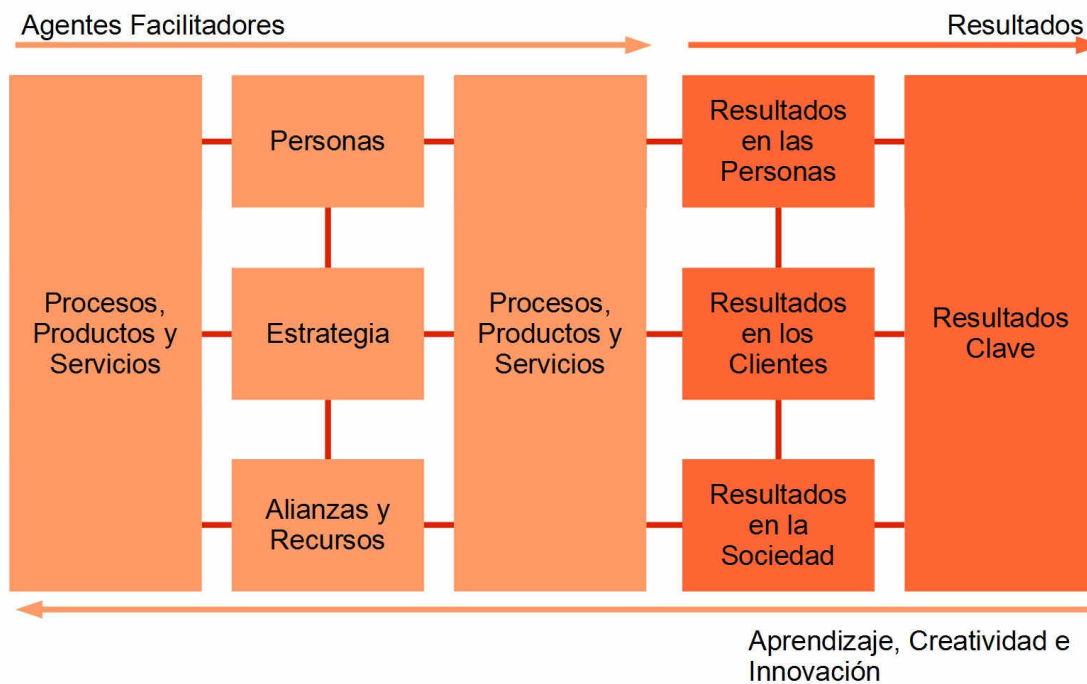 Agentes Facilitadores
Resultados
Procesos,
Productos y
Servicios
Personas
Estrategia
Alianzas y
Recursos
Procesos,
Productos y
Servicios
Resultados
en las
Personas
Resultados
en los
Clientes
Resultados
en la
Sociedad
Resultados
Clave
Aprendizaje, Creatividad e
Innovación